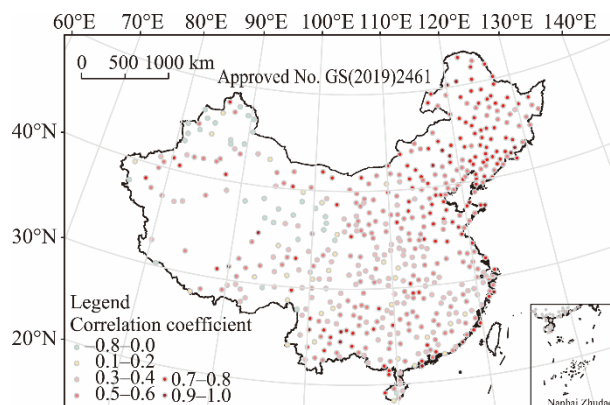 60°E 70°E 80°E 90°E 100°E 110°E 120°E 130°E 140°E
0 500 1000 km
Approved No. GS(2019)2461
40°N
30°N
20°N
Legend
Correlation coefficient
0.8–0.0
0.1–0.2
0.3–0.4
0.5–0.6
0.7–0.8
0.9–1.0
Nanhai Zhudao